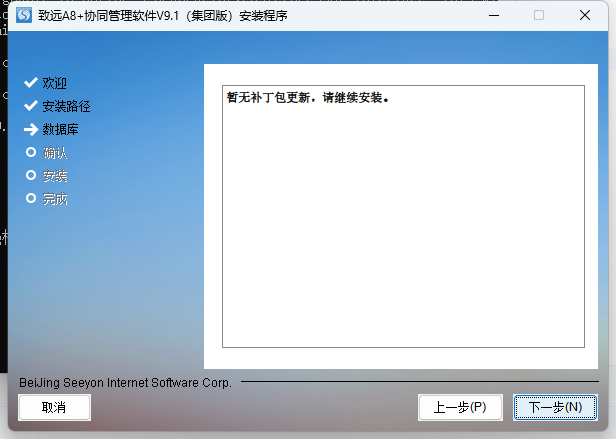 致远A8+协同管理软件V9.1（集团版）安装程序
欢迎
安装路径
数据库
确认
安装
完成
暂无补丁包更新，请继续安装。
BeiJing Seeyon Internet Software Corp.
取消
上一步(P)
下一步(N)